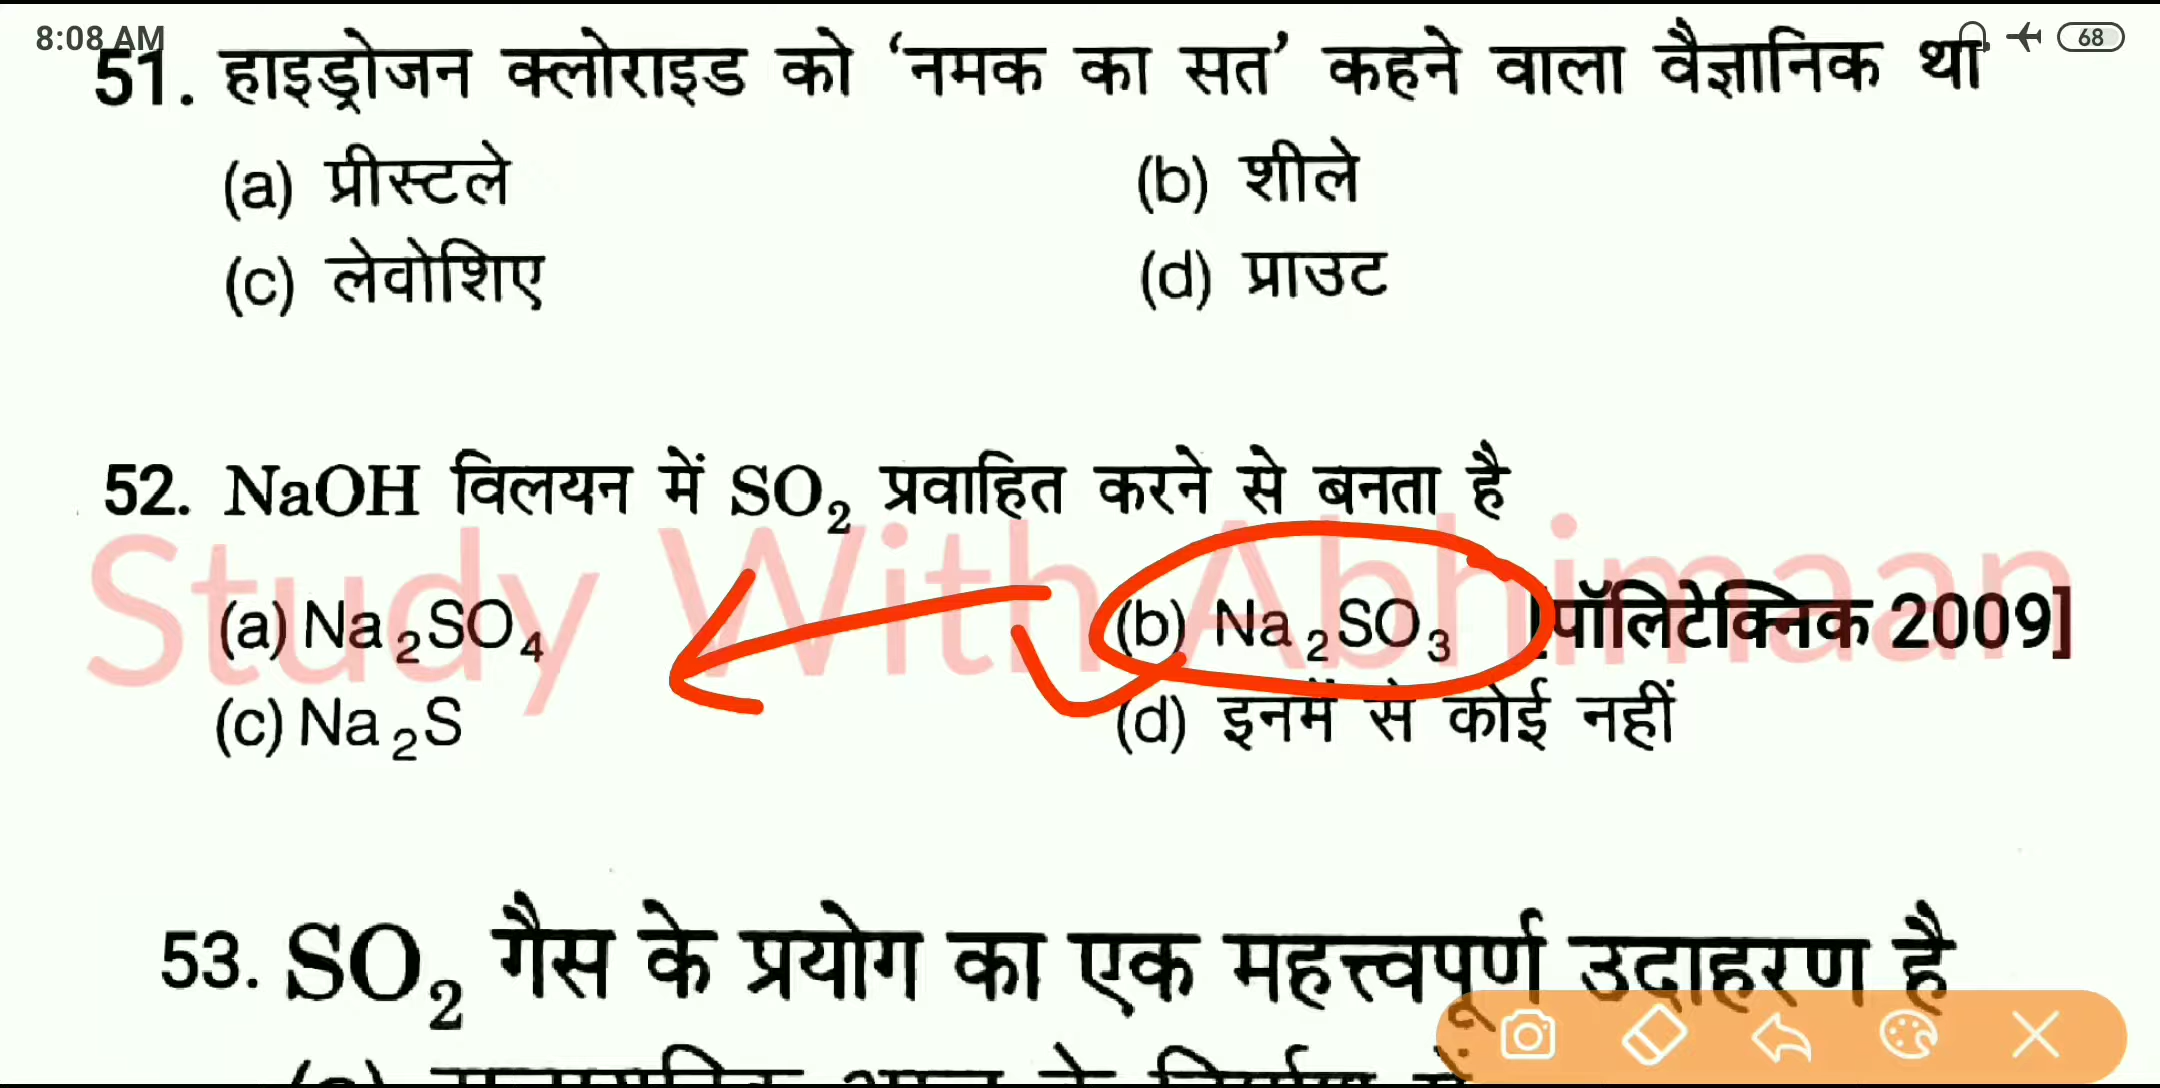 8:08 AM 68
51. हाइड्रोजन क्लोराइड को ‘नमक का सत’ कहने वाला वैज्ञानिक था
(a) प्रीस्टले (b) शीले
(c) लेवोशिए (d) प्राउट
52. NaOH विलयन में SO₂ प्रवाहित करने से बनता है
Study With Abhimaan
(a) Na₂SO₄ (b) Na₂SO₃ [पॉलिटेक्निक 2009]
(c) Na₂S (d) इनमें से कोई नहीं
53. SO₂ गैस के प्रयोग का एक महत्त्वपूर्ण उदाहरण है